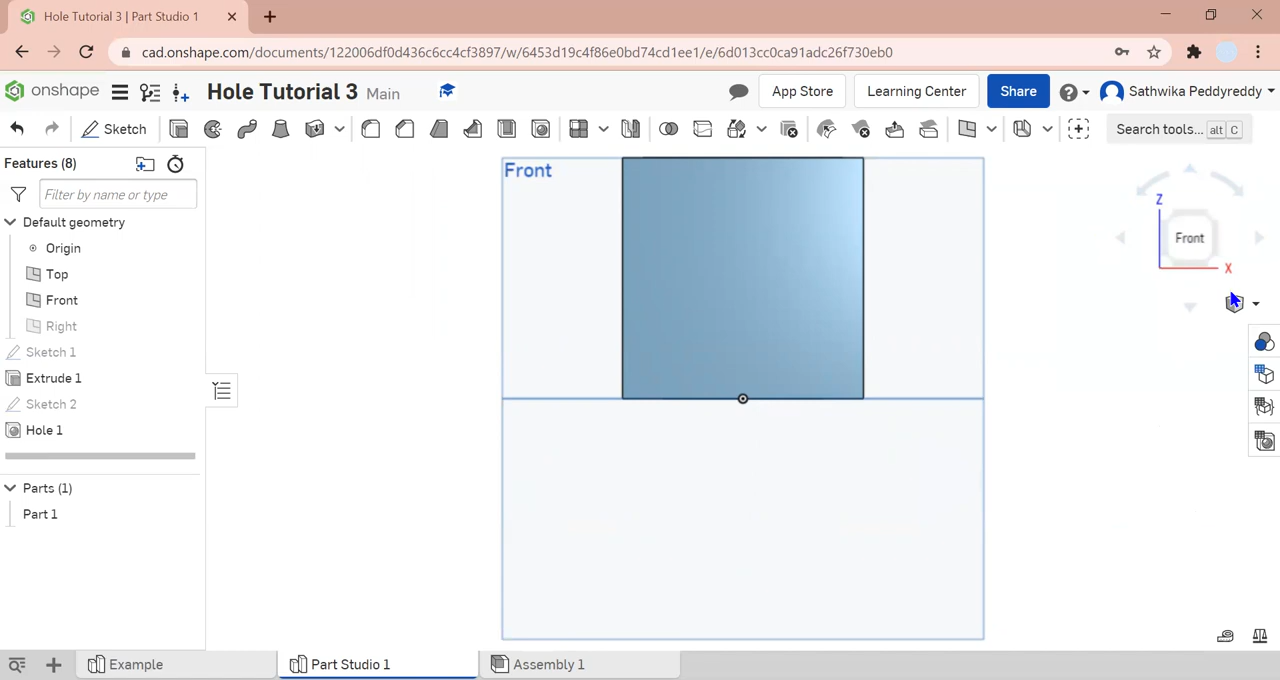 Hole Tutorial 3 | Part Studio 1
cad.onshape.com/documents/122006df0d436c6cc4cf3897/w/6453d19c4f86e0bd74cd1ee1/e/6d013cc0ca91adc26f730eb0
onshape Hole Tutorial 3 Main App Store Learning Center Share Sathwika Peddyreddy
Sketch Search tools... alt C
Features (8)
Filter by name or type
Default geometry
Origin
Top
Front
Right
Sketch 1
Extrude 1
Sketch 2
Hole 1
Parts (1)
Part 1
Front
Z
Front
X
Example Part Studio 1 Assembly 1